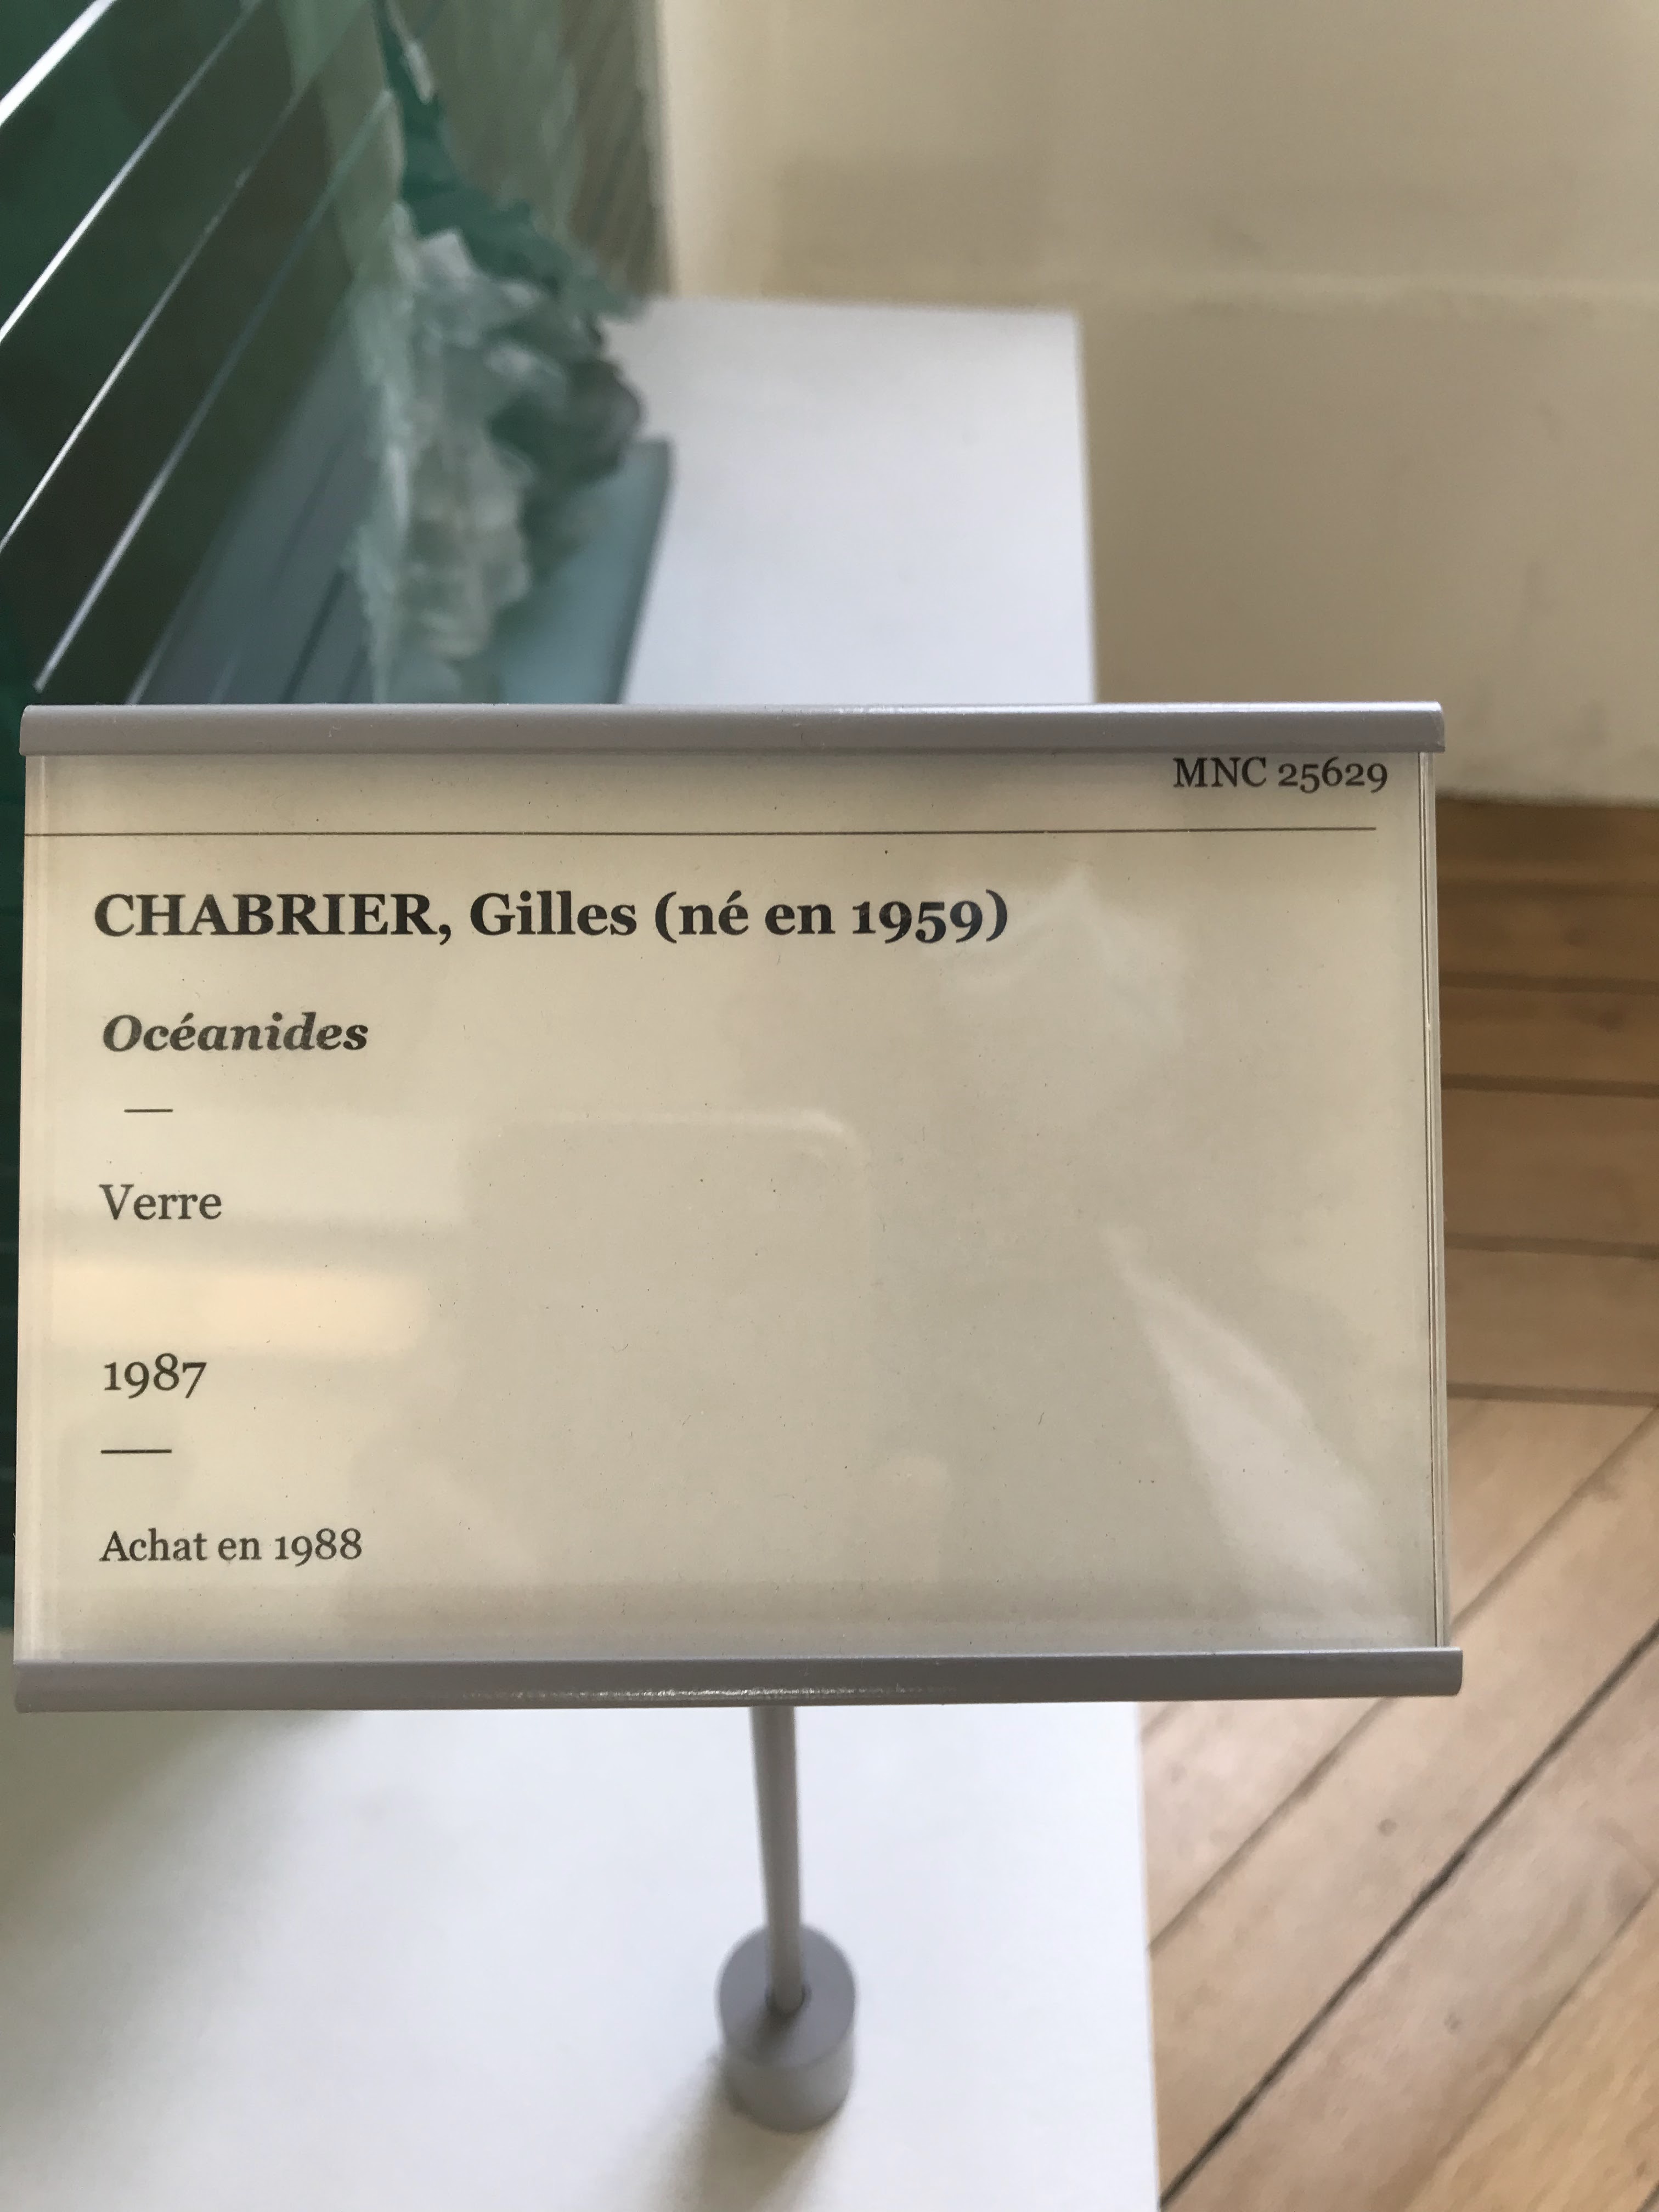 MNC 25629
CHABRIER, Gilles (né en 1959)
Océanides
—
Verre
1987
—
Achat en 1988